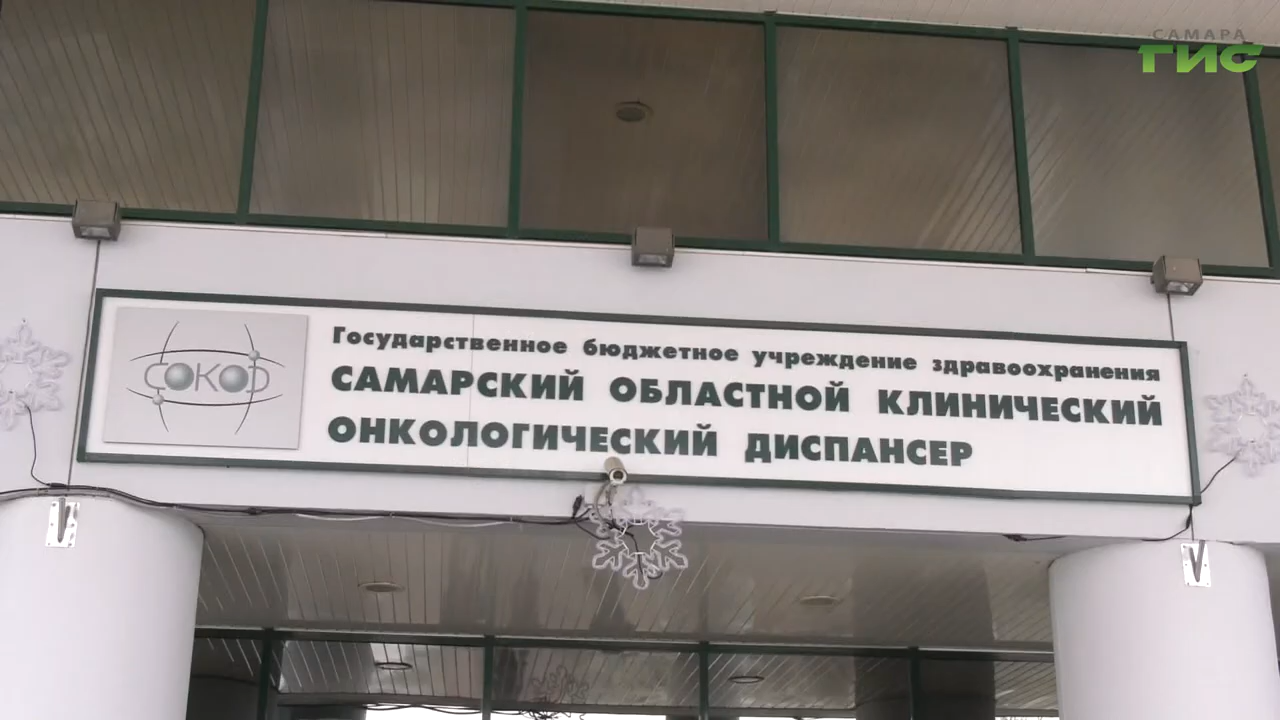 САМАРА
ГИС
Государственное бюджетное учреждение здравоохранения
САМАРСКИЙ ОБЛАСТНОЙ КЛИНИЧЕСКИЙ
ОНКОЛОГИЧЕСКИЙ ДИСПАНСЕР
СОКОД